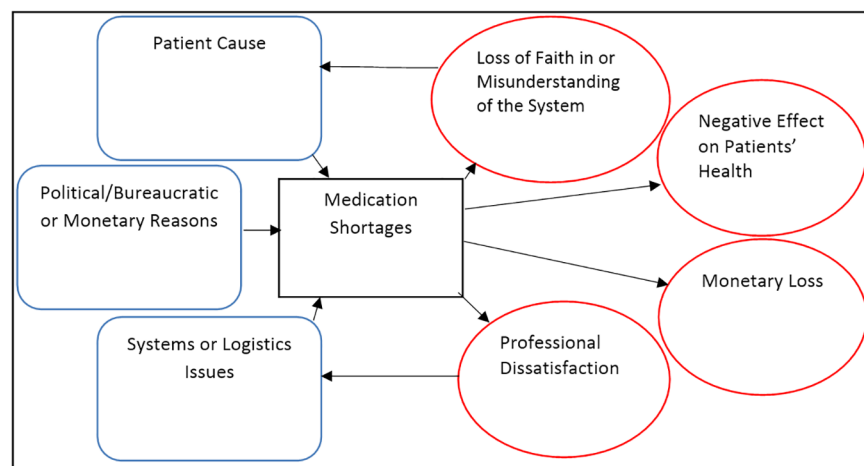 Patient Cause
Loss of Faith in or
Misunderstanding
of the System
Negative Effect
on Patients'
Health
Political/Bureaucratic
or Monetary Reasons
Medication
Shortages
Monetary Loss
Systems or Logistics
Issues
Professional
Dissatisfaction